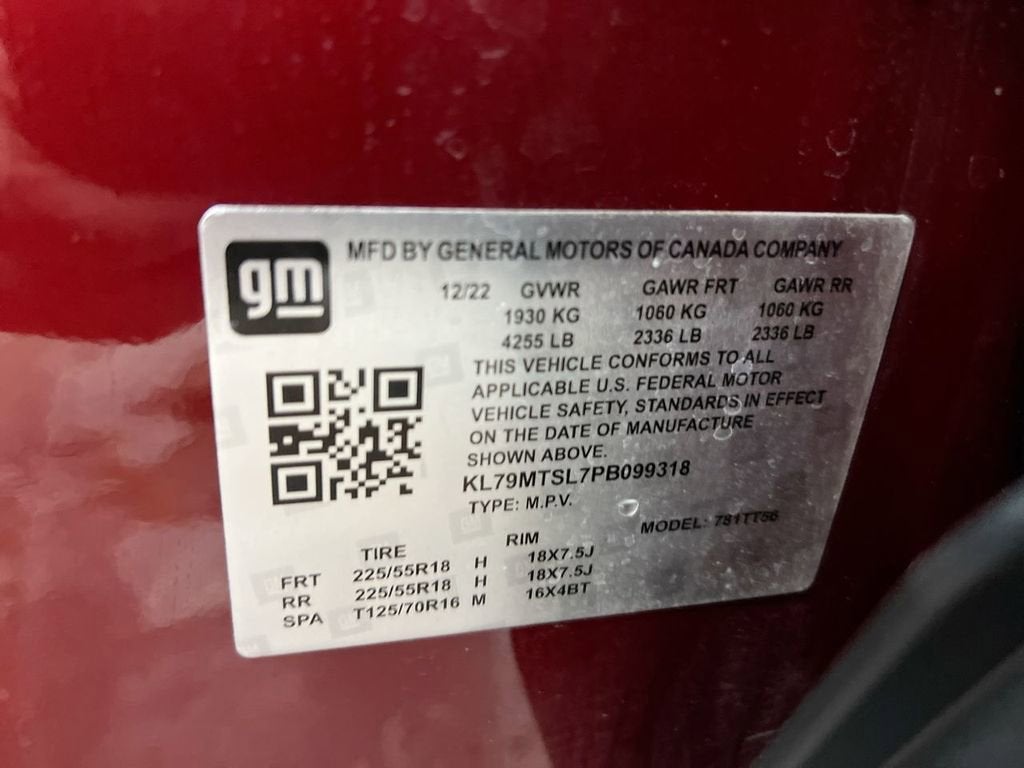 gm
MFD BY GENERAL MOTORS OF CANADA COMPANY
12/22 GVWR GAWR FRT GAWR RR
1930 KG 1060 KG 1060 KG
4255 LB 2336 LB 2336 LB
THIS VEHICLE CONFORMS TO ALL
APPLICABLE U.S. FEDERAL MOTOR
VEHICLE SAFETY, STANDARDS IN EFFECT
ON THE DATE OF MANUFACTURE
SHOWN ABOVE.
KL79MTSL7PB099318
TYPE: M.P.V. MODEL: 781TT56
TIRE RIM
FRT 225/55R18 H 18X7.5J
RR 225/55R18 H 18X7.5J
SPA T125/70R16 M 16X4BT